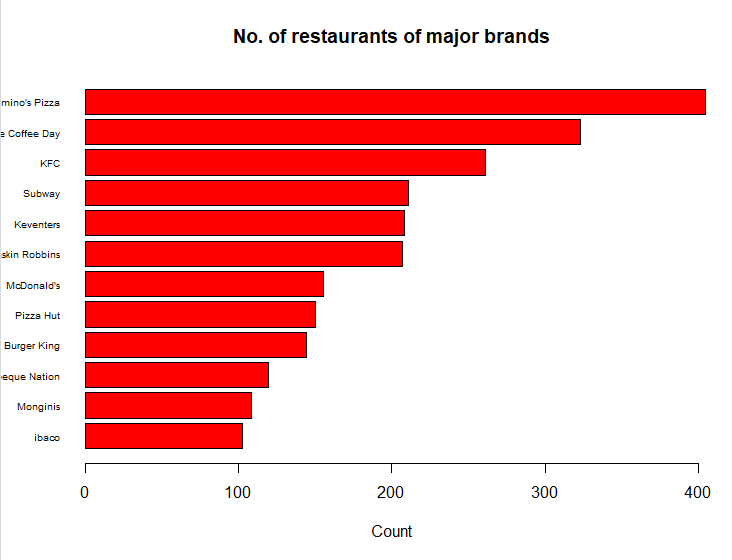 No. of restaurants of major brands
mino's Pizza
e Coffee Day
KFC
Subway
Keventers
skin Robbins
McDonald's
Pizza Hut
Burger King
eque Nation
Monginis
ibaco
0 100 200 300 400
Count